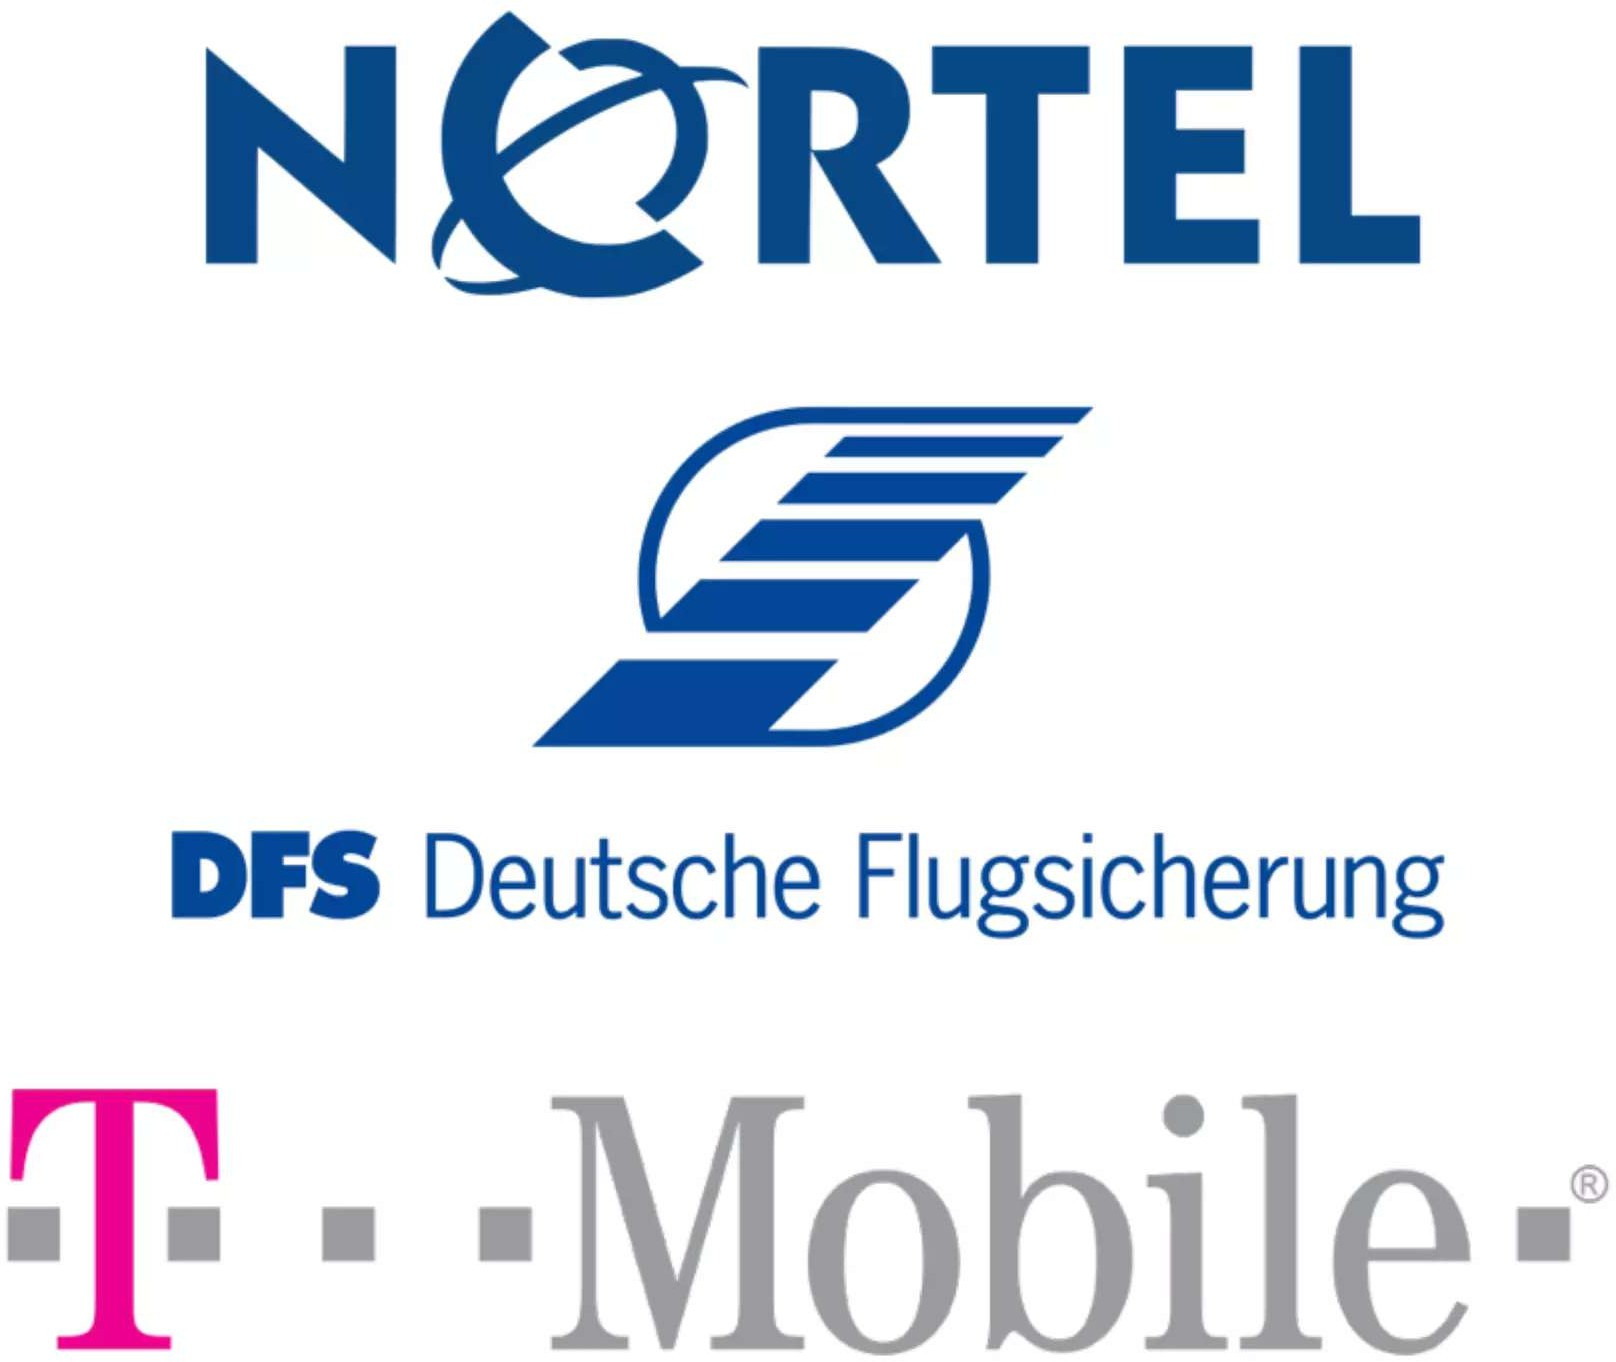 NORTEL
DFS Deutsche Flugsicherung
T··Mobile·®